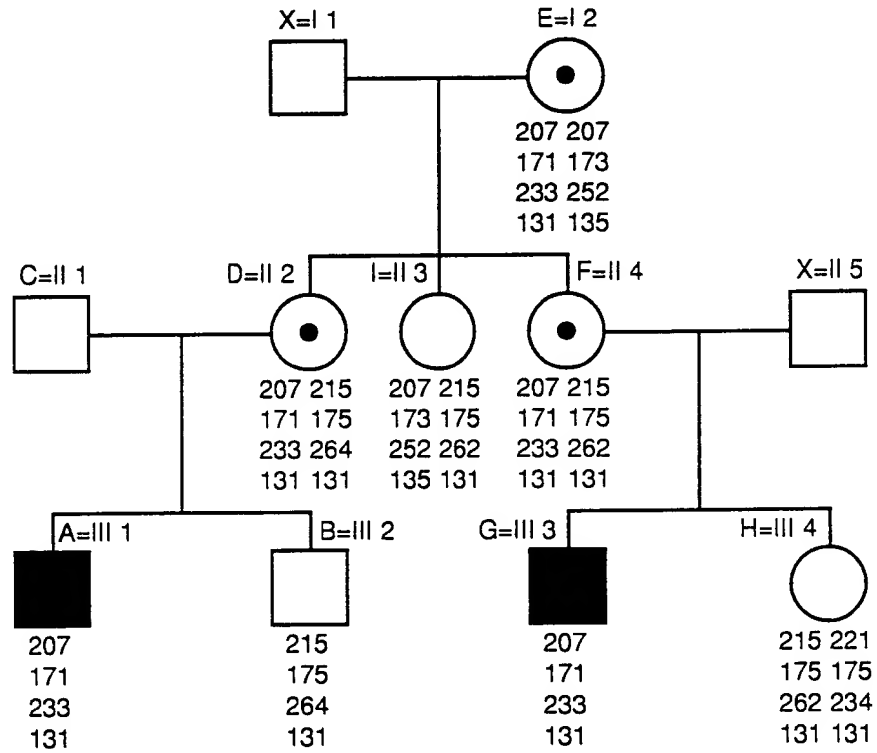 X=I 1 E=I 2
207 207
171 173
233 252
131 135
C=II 1 D=II 2 I=II 3 F=II 4 X=II 5
207 215 207 215 207 215
171 175 173 175 171 175
233 264 252 262 233 262
131 131 135 131 131 131
A=III 1 B=III 2 G=III 3 H=III 4
207 215 207 215 221
171 175 171 175 175
233 264 233 262 234
131 131 131 131 131